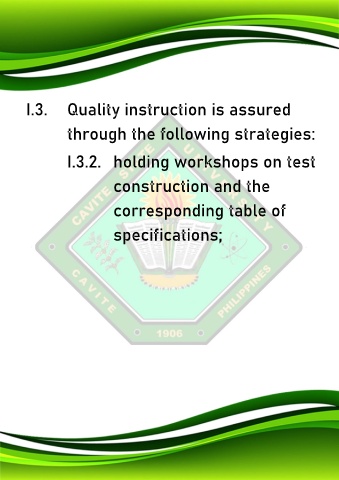 I.3. Quality instruction is assured
through the following strategies:
I.3.2. holding workshops on test
construction and the
corresponding table of
specifications;
CAVITE STATE UNIVERSITY
CAVITE
1906
PHILIPPINES